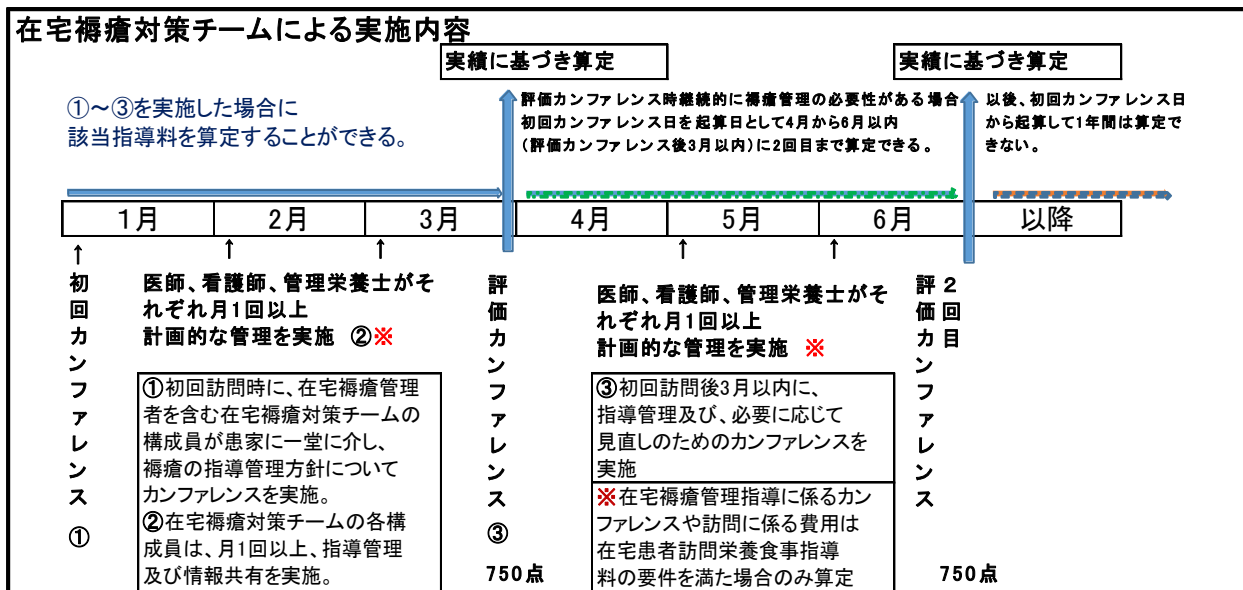 在宅褥瘡対策チームによる実施内容
実績に基づき算定
実績に基づき算定
①～③を実施した場合に
該当指導料を算定することができる。
評価カンファレンス時継続的に褥瘡管理の必要性がある場合
初回カンファレンス日を起算日として4月から6月以内
（評価カンファレンス後3月以内）に2回目まで算定できる。
以後、初回カンファレンス日
から起算して1年間は算定で
きない。
1月
2月
3月
4月
5月
6月
以降
↑
↑
↑
↑
↑
初回カンファレンス ①
医師、看護師、管理栄養士がそ
れぞれ月1回以上
計画的な管理を実施 ②※
①初回訪問時に、在宅褥瘡管理
者を含む在宅褥瘡対策チームの
構成員が患家に一堂に介し、
褥瘡の指導管理方針について
カンファレンスを実施。
②在宅褥瘡対策チームの各構
成員は、月1回以上、指導管理
及び情報共有を実施。
評価カンファレンス ③
750点
医師、看護師、管理栄養士がそ
れぞれ月1回以上
計画的な管理を実施 ※
③初回訪問後3月以内に、
指導管理及び、必要に応じて
見直しのためのカンファレンスを
実施
※在宅褥瘡管理指導に係るカン
ファレンスや訪問に係る費用は
在宅患者訪問栄養食事指導
料の要件を満た場合のみ算定
2回目
評価カンファレンス
750点